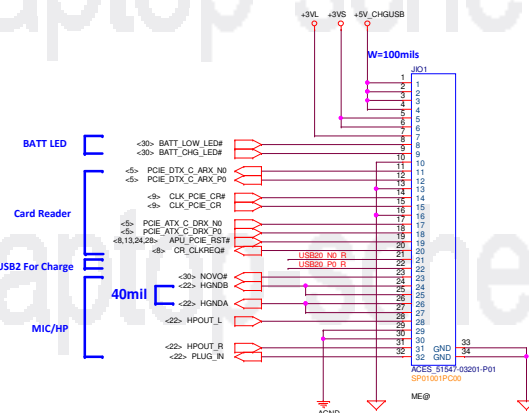 +3VL +3VS +5V_CHGUSB
W=100mils
JIO1
1 1
2 2
3 3
4 4
5 5
6 6
7 7
BATT LED <30> BATT_LOW_LED# 8 8
<30> BATT_CHG_LED# 9 9
10 10
<5> PCIE_DTX_C_ARX_N0 11 11
<5> PCIE_DTX_C_ARX_P0 12 12
13 13
<9> CLK_PCIE_CR# 14 14
<9> CLK_PCIE_CR 15 15
Card Reader 16 16
<5> PCIE_ATX_C_DRX_N0 17 17
<5> PCIE_ATX_C_DRX_P0 18 18
<8,13,24,28> APU_PCIE_RST# 19 19
<8> CR_CLKREQ# 20 20
USB20_N0_R 21 21
USB2 For Charge USB20_P0_R 22 22
<30> NOVO# 23 23
40mil <22> HGNDB 24 24
25 25
<22> HGNDA 26 26
27 27
MIC/HP <22> HPOUT_L 28 28
29 29
30 30
<22> HPOUT_R 31 31 GND 33
<22> PLUG_IN 32 32 GND 34
ACES_51547-03201-P01
SP01001PC00
ME@
AGND
laptop-sche
laptop-sche